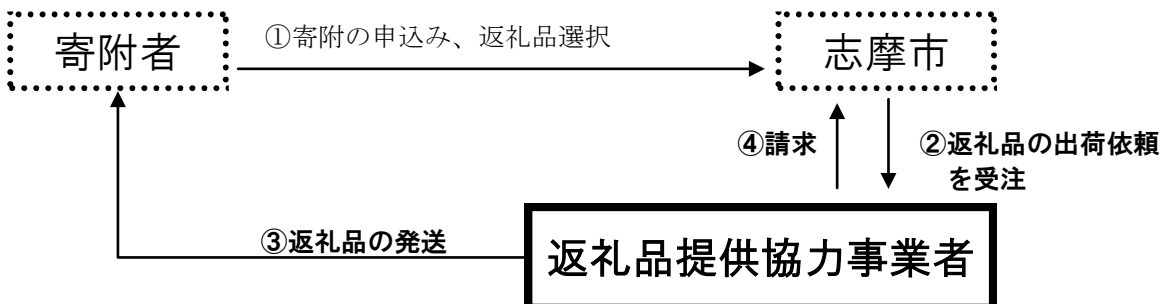 寄附者
①寄附の申込み、返礼品選択
志摩市
④請求
②返礼品の出荷依頼
を受注
③返礼品の発送
返礼品提供協力事業者